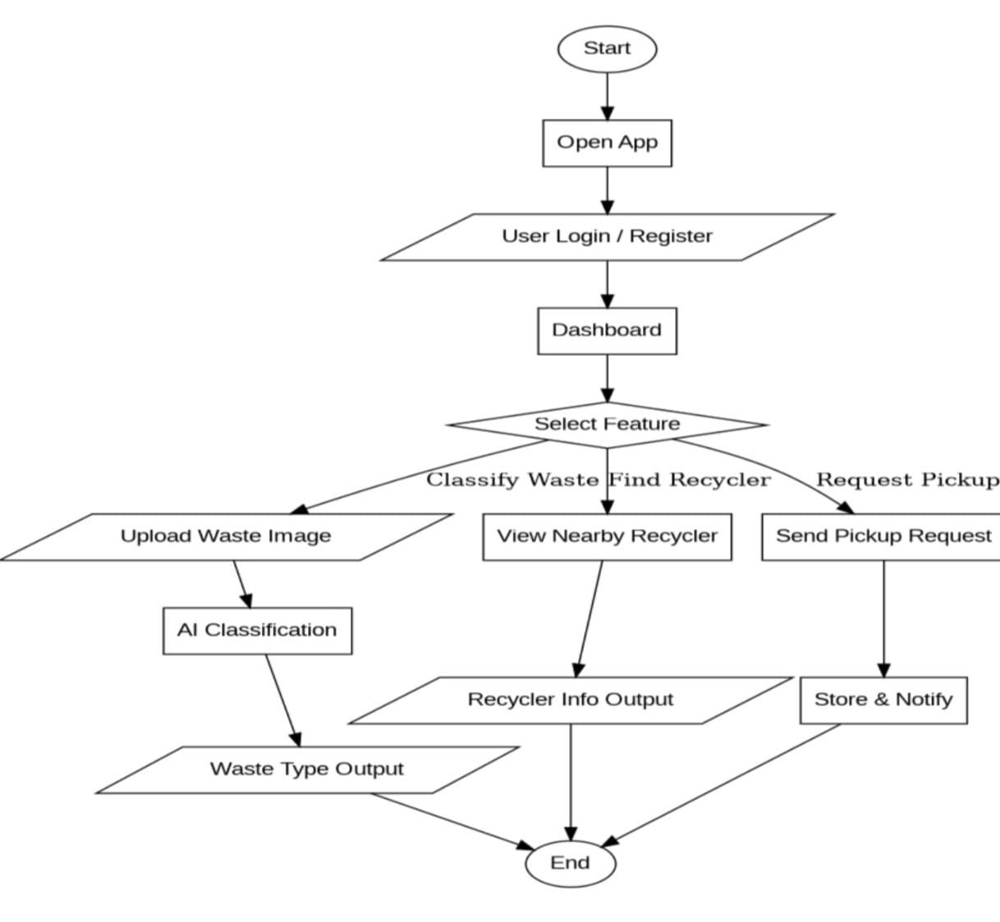 Start
Open App
User Login / Register
Dashboard
Select Feature
Classify Waste
Find Recycler
Request Pickup
Upload Waste Image
View Nearby Recycler
Send Pickup Request
AI Classification
Recycler Info Output
Store & Notify
Waste Type Output
End